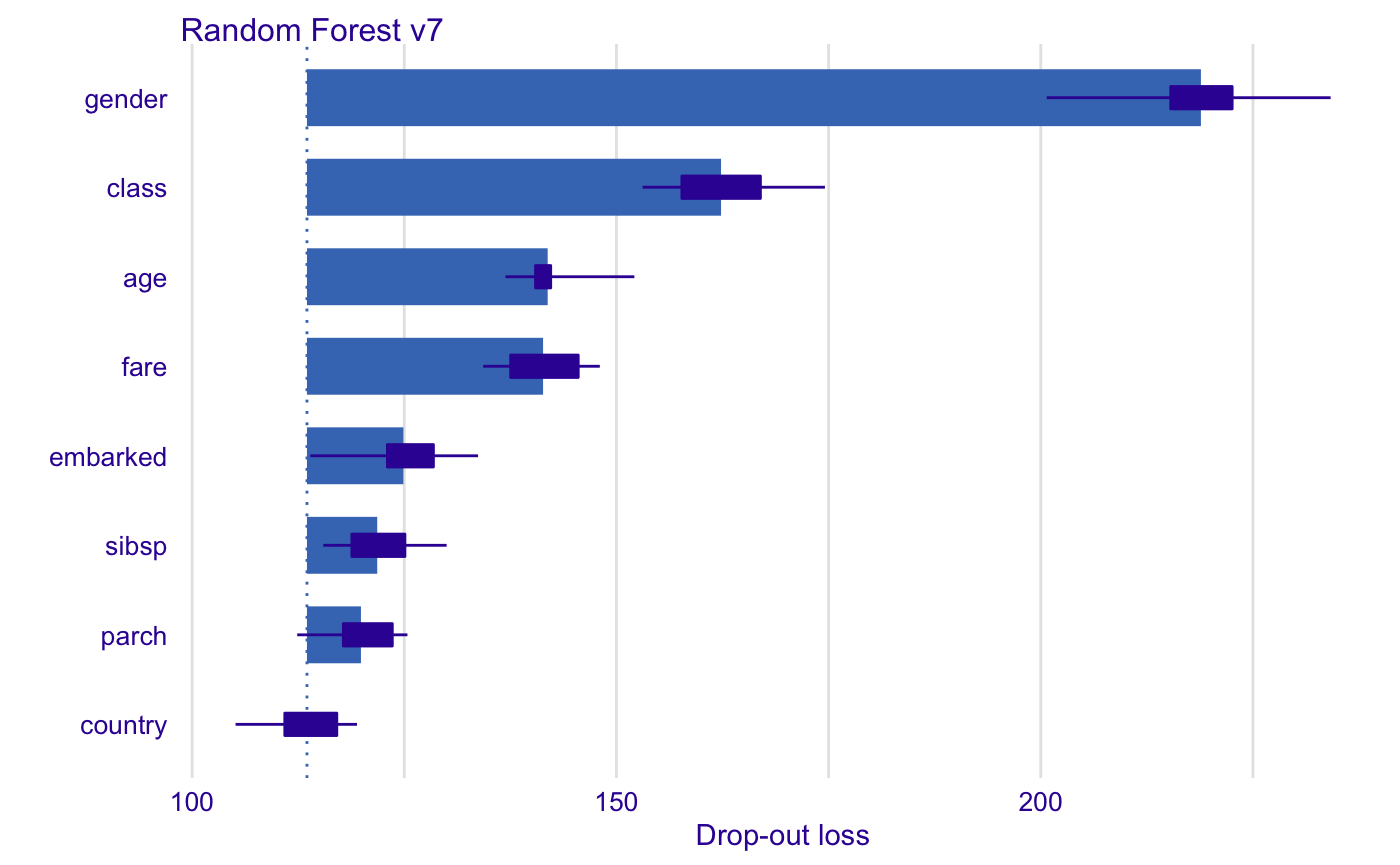 Random Forest v7
gender
class
age
fare
embarked
sibsp
parch
country
100 150 200
Drop-out loss